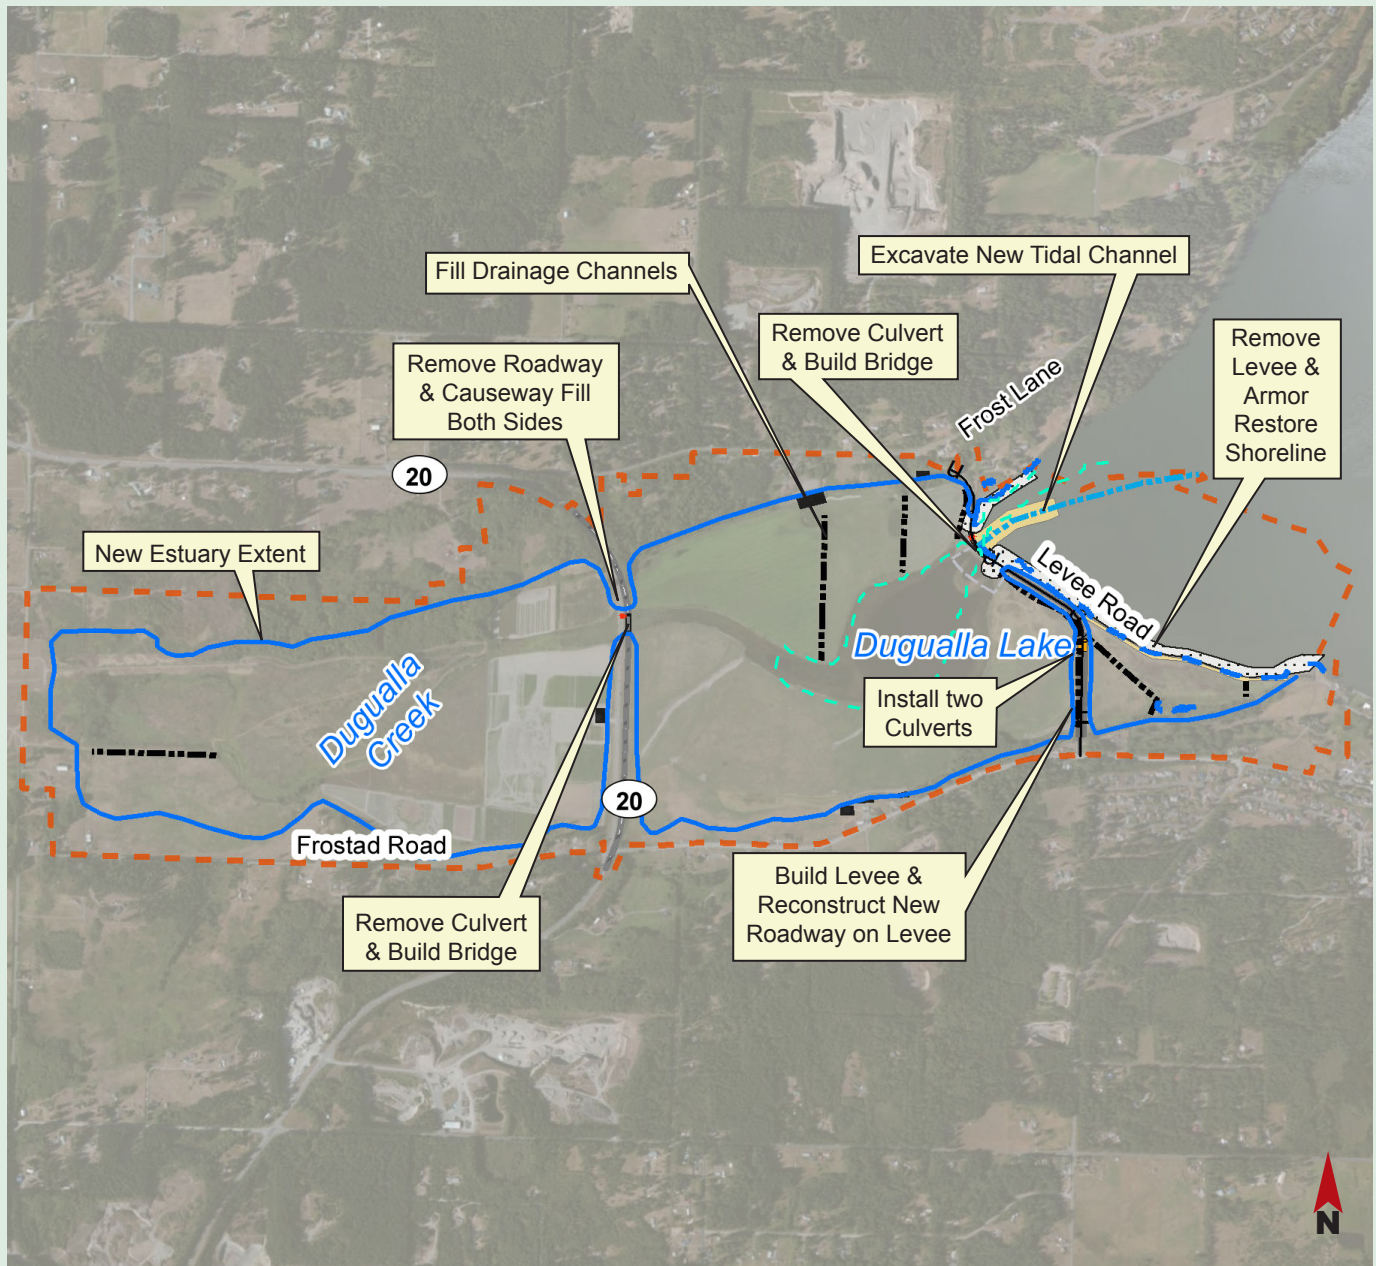 Excavate New Tidal Channel
Fill Drainage Channels
Remove Culvert
& Build Bridge
Remove
Levee &
Armor
Restore
Shoreline
Remove Roadway
& Causeway Fill
Both Sides
Frost Lane
20
New Estuary Extent
Levee Road
Dugualla Lake
Dugualla
Creek
Install two
Culverts
20
Frostad Road
Build Levee &
Reconstruct New
Roadway on Levee
Remove Culvert
& Build Bridge
N